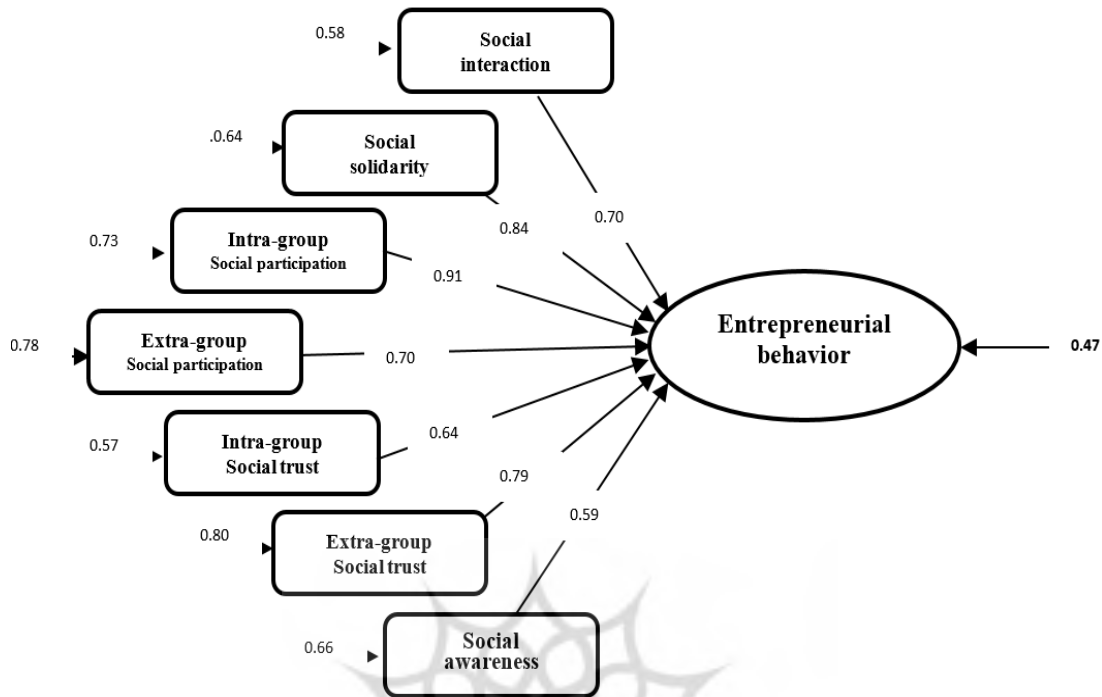 0.58
Social
interaction
.0.64
Social
solidarity
0.84
0.70
0.73
Intra-group
Social participation
0.91
Entrepreneurial
behavior
0.47
0.78
Extra-group
Social participation
0.70
0.57
Intra-group
Social trust
0.64
0.79
0.59
0.80
Extra-group
Social trust
0.66
Social
awareness